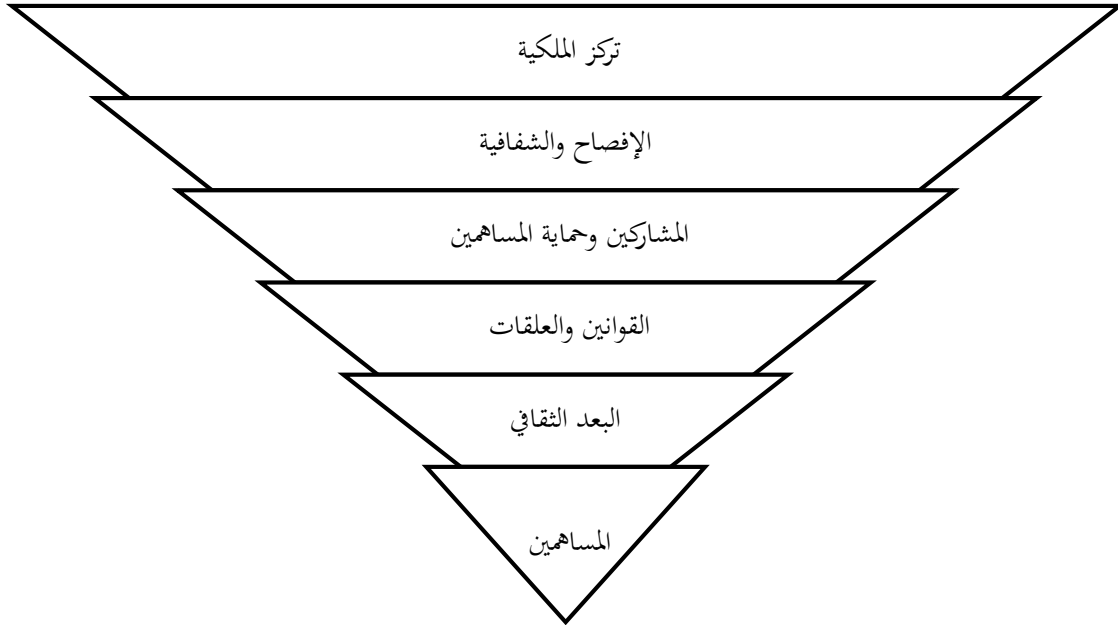 تركز الملكية
الإفصاح والشفافية
المشاركين وحماية المساهمين
القوانين والعلقات
البعد الثقافي
المساهمين